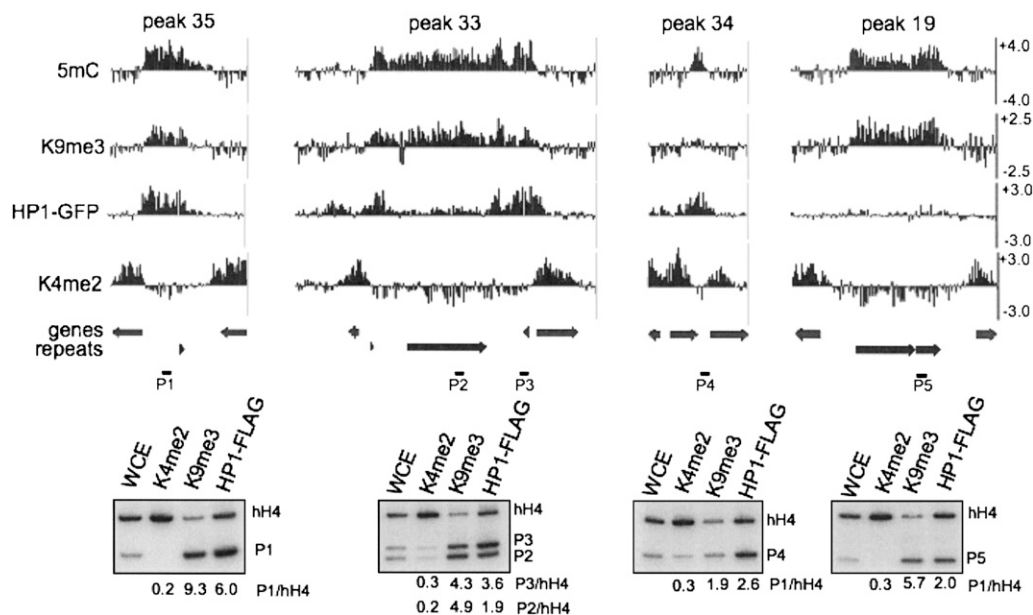 peak 35 peak 33 peak 34 peak 19
5mC +4.0
-4.0
K9me3 +2.5
-2.5
HP1-GFP +3.0
-3.0
K4me2 +3.0
-3.0
genes
repeats
P1 P2 P3 P4 P5
WCE K4me2 K9me3 HP1-FLAG WCE K4me2 K9me3 HP1-FLAG WCE K4me2 K9me3 HP1-FLAG WCE K4me2 K9me3 HP1-FLAG
hH4 hH4 hH4 hH4
P1 P3 P4 P5
P2
0.2 9.3 6.0 P1/hH4 0.3 4.3 3.6 P3/hH4 0.3 1.9 2.6 P1/hH4 0.3 5.7 2.0 P1/hH4
0.2 4.9 1.9 P2/hH4